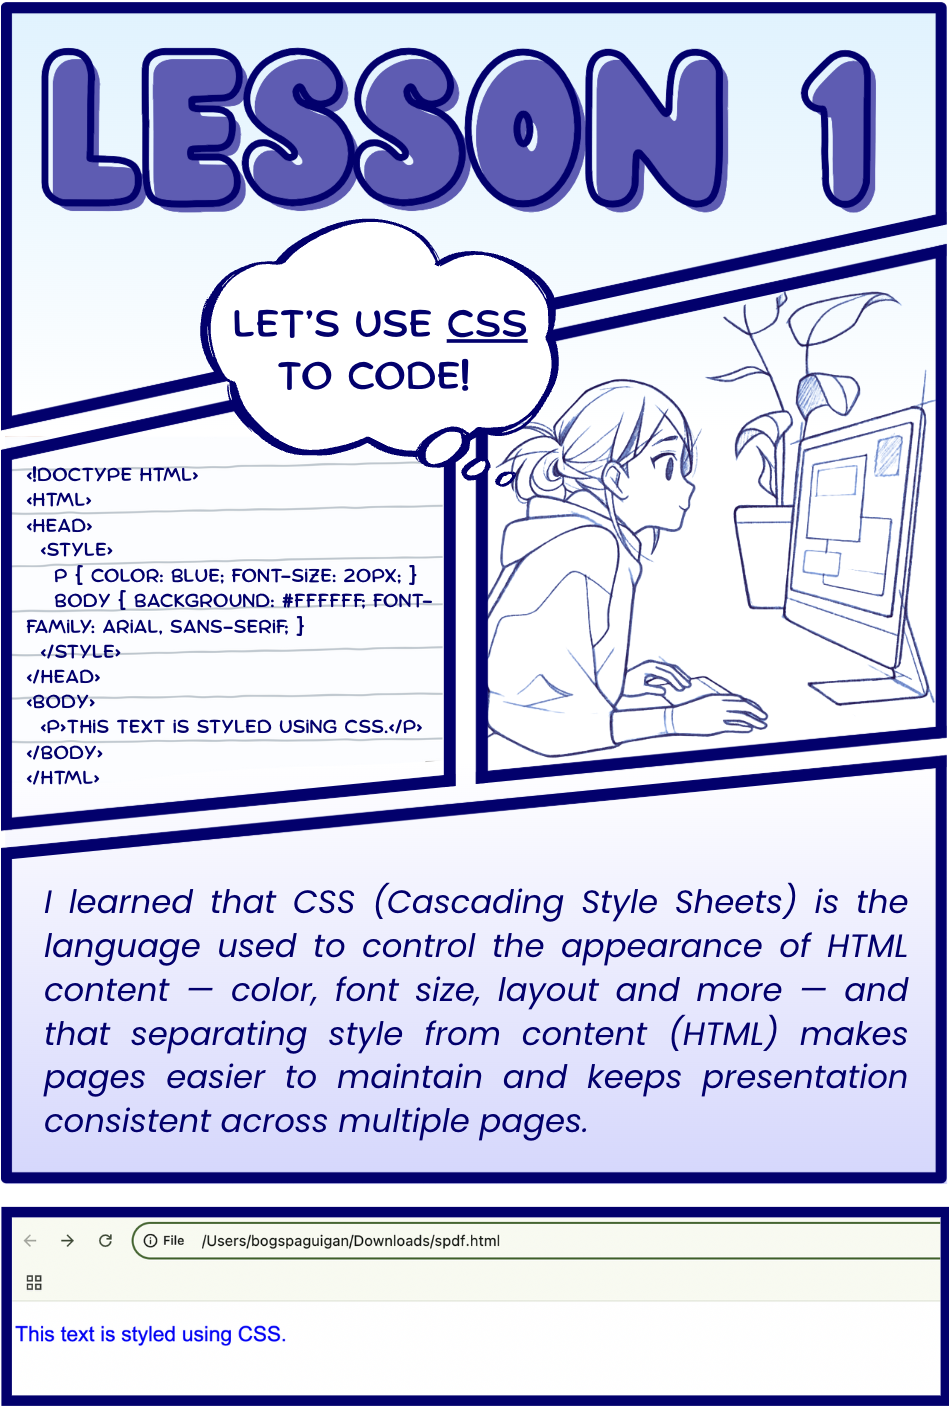 LESSON 1
LET'S USE CSS
TO CODE!
<!DOCTYPE HTML>
<HTML>
<HEAD>
<STYLE>
P { COLOR: BLUE; FONT-SIZE: 20PX; }
BODY { BACKGROUND: #FFFFFF; FONT-
FAMILY: ARIAL, SANS-SERIF; }
</STYLE>
</HEAD>
<BODY>
<P>THIS TEXT IS STYLED USING CSS.</P>
</BODY>
</HTML>
I learned that CSS (Cascading Style Sheets) is the
language used to control the appearance of HTML
content — color, font size, layout and more — and
that separating style from content (HTML) makes
pages easier to maintain and keeps presentation
consistent across multiple pages.
File /Users/bogspaguigan/Downloads/spdf.html
This text is styled using CSS.